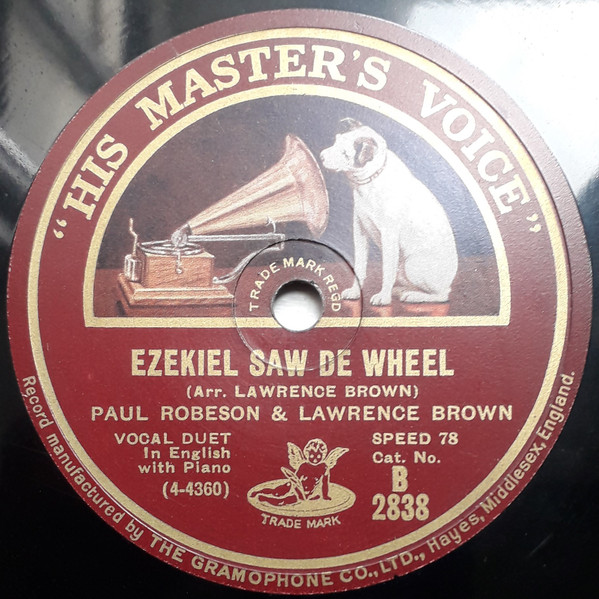 "HIS MASTER'S VOICE"
TRADE MARK REGD
EZEKIEL SAW DE WHEEL
(Arr. LAWRENCE BROWN)
PAUL ROBESON & LAWRENCE BROWN
VOCAL DUET
In English
with Piano
(4-4360)
TRADE MARK
SPEED 78
Cat. No.
B
2838
Record manufactured by THE GRAMOPHONE CO., LTD., Hayes, Middlesex, England.